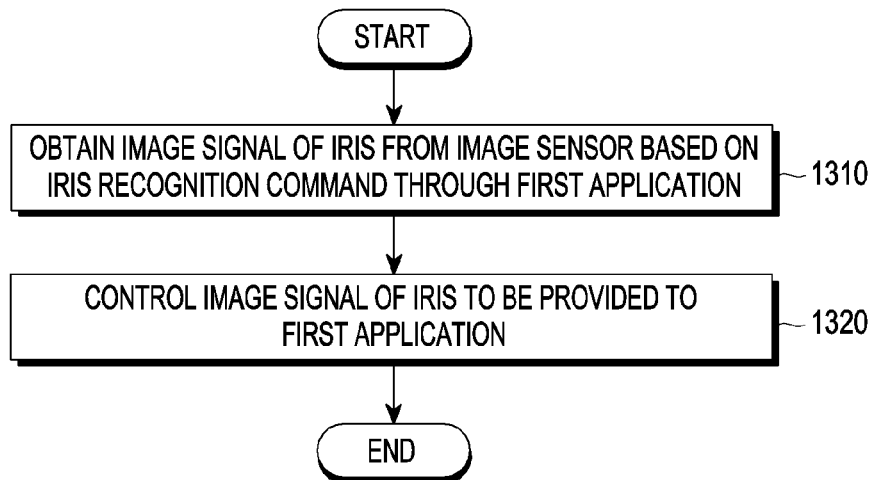 START
OBTAIN IMAGE SIGNAL OF IRIS FROM IMAGE SENSOR BASED ON
IRIS RECOGNITION COMMAND THROUGH FIRST APPLICATION
1310
CONTROL IMAGE SIGNAL OF IRIS TO BE PROVIDED TO
FIRST APPLICATION
1320
END